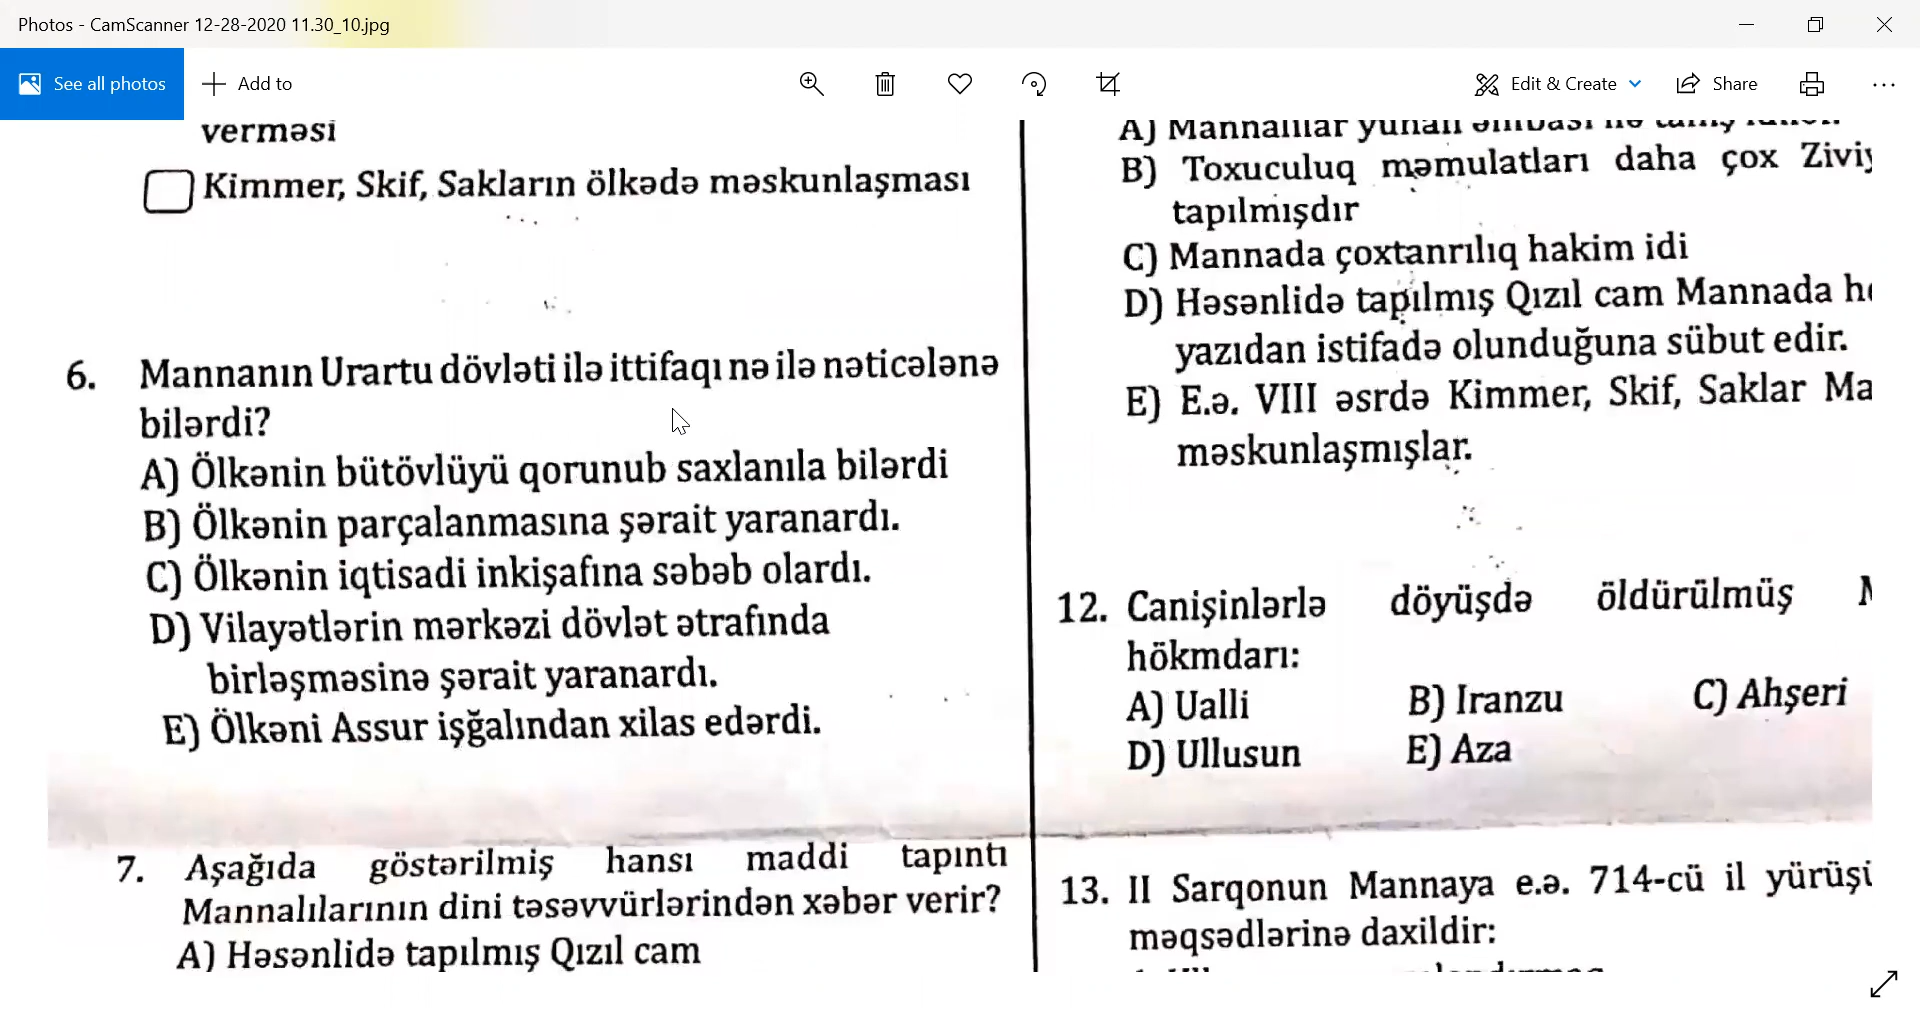 Photos - CamScanner 12-28-2020 11.30_10.jpg
See all photos
Add to
Edit & Create
Share
verməsi
Kimmer, Skif, Sakların ölkədə məskunlaşması
6. Mannanın Urartu dövləti ilə ittifaqı nə ilə nəticələnə
bilərdi?
A) Ölkənin bütövlüyü qorunub saxlanıla bilərdi
B) Ölkənin parçalanmasına şərait yaranardı.
C) Ölkənin iqtisadi inkişafına səbəb olardı.
D) Vilayətlərin mərkəzi dövlət ətrafında
birləşməsinə şərait yaranardı.
E) Ölkəni Assur işğalından xilas edərdi.
7. Aşağıda göstərilmiş hansı maddi tapıntı
Mannalılarının dini təsəvvürlərindən xəbər verir?
A) Həsənlidə tapılmış Qızıl cam
A) Mannalılar yunan əlifbası ilə tanış
B) Toxuculuq məmulatları daha çox
tapılmışdır
C) Mannada çoxtanrılıq hakim idi
D) Həsənlidə tapılmış Qızıl cam Mannada
yazıdan istifadə olunduğuna sübut edir.
E) E.ə. VIII əsrdə Kimmer, Skif, Saklar
məskunlaşmışlar.
12. Canişinlərlə döyüşdə öldürülmüş
hökmdarı:
A) Ualli B) Iranzu C) Ahşeri
D) Ullusun E) Aza
13. II Sarqonun Mannaya e.ə. 714-cü il
məqsədlərinə daxildir: